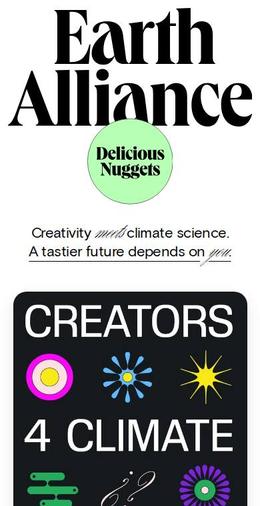 Earth
Alliance
Delicious
Nuggets
Creativity meets climate science.
A tastier future depends on you.
CREATORS
4 CLIMATE